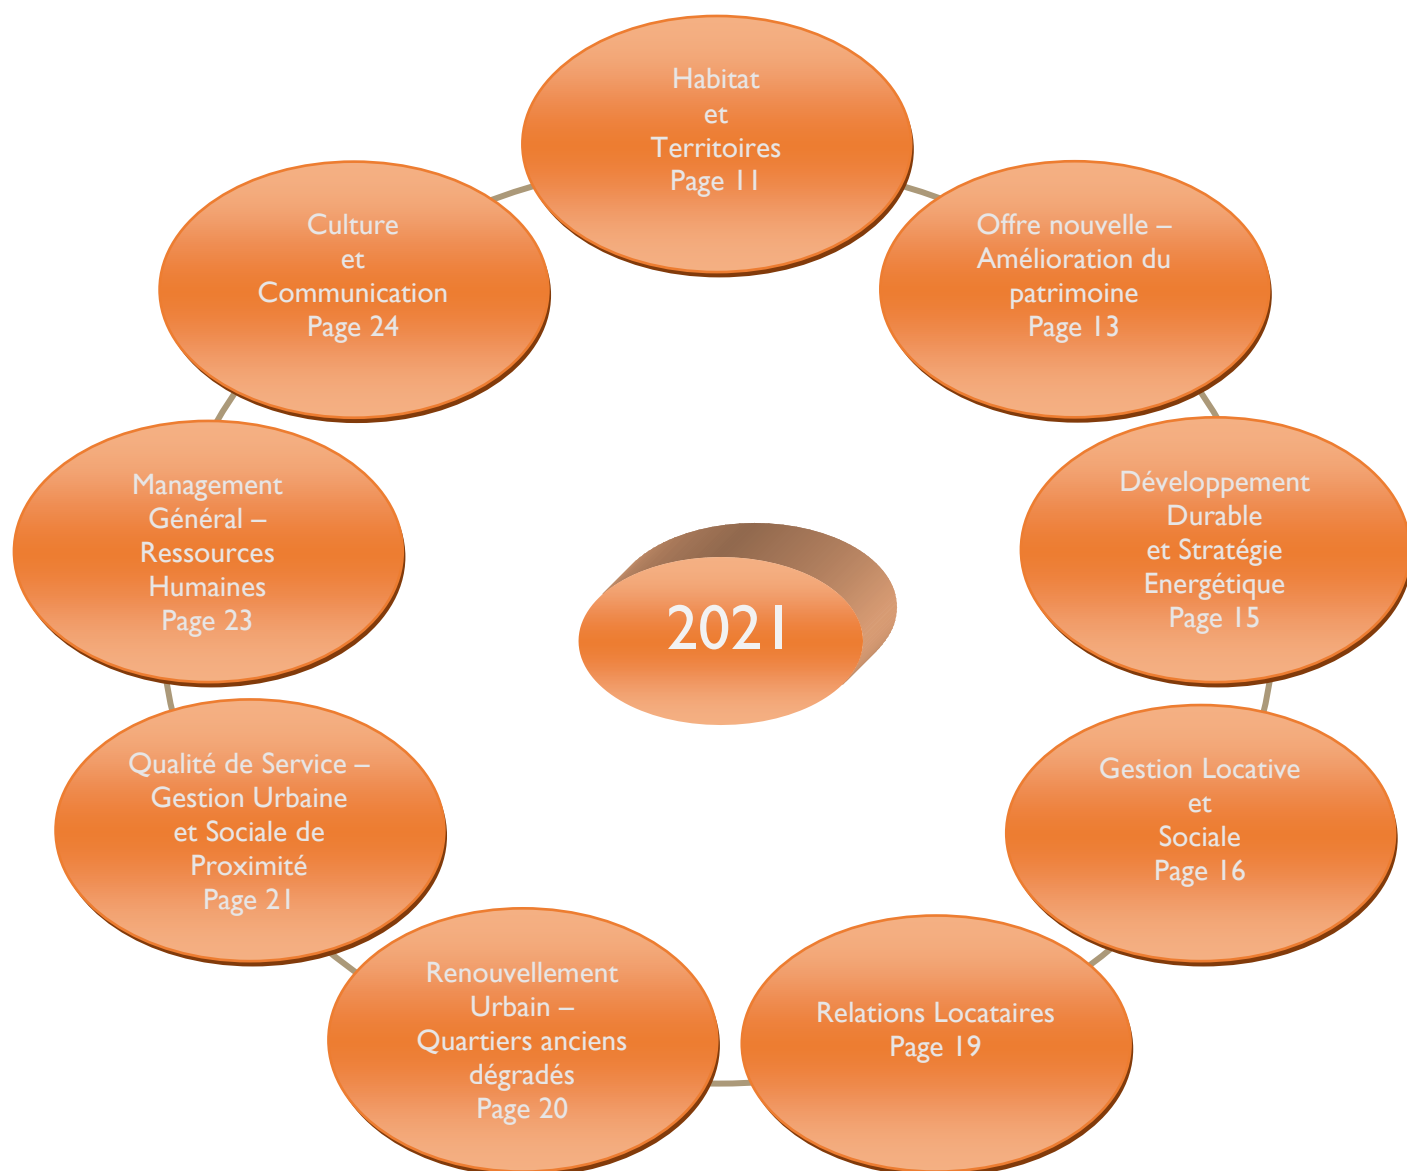 Habitat
et
Territoires
Page 11
Offre nouvelle –
Amélioration du
patrimoine
Page 13
Développement
Durable
et Stratégie
Energétique
Page 15
Gestion Locative
et
Sociale
Page 16
Relations Locataires
Page 19
Renouvellement
Urbain –
Quartiers anciens
dégradés
Page 20
Qualité de Service –
Gestion Urbaine
et Sociale de
Proximité
Page 21
Management
Général –
Ressources
Humaines
Page 23
Culture
et
Communication
Page 24
2021